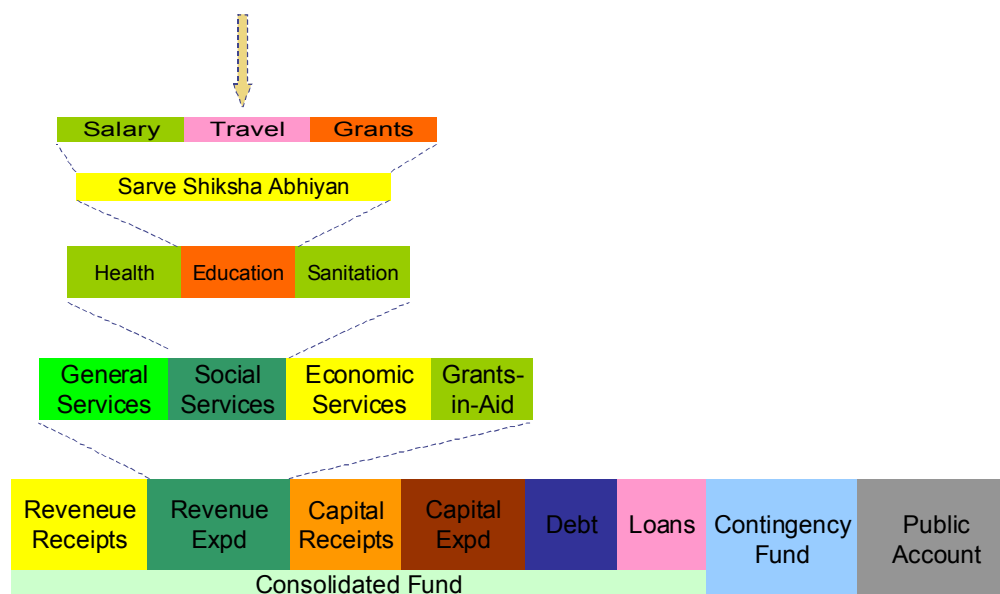 Salary Travel Grants
Sarve Shiksha Abhiyan
Health Education Sanitation
General Services
Social Services
Economic Services
Grants-in-Aid
Reveneue Receipts
Revenue Expd
Capital Receipts
Capital Expd
Debt
Loans
Contingency Fund
Public Account
Consolidated Fund